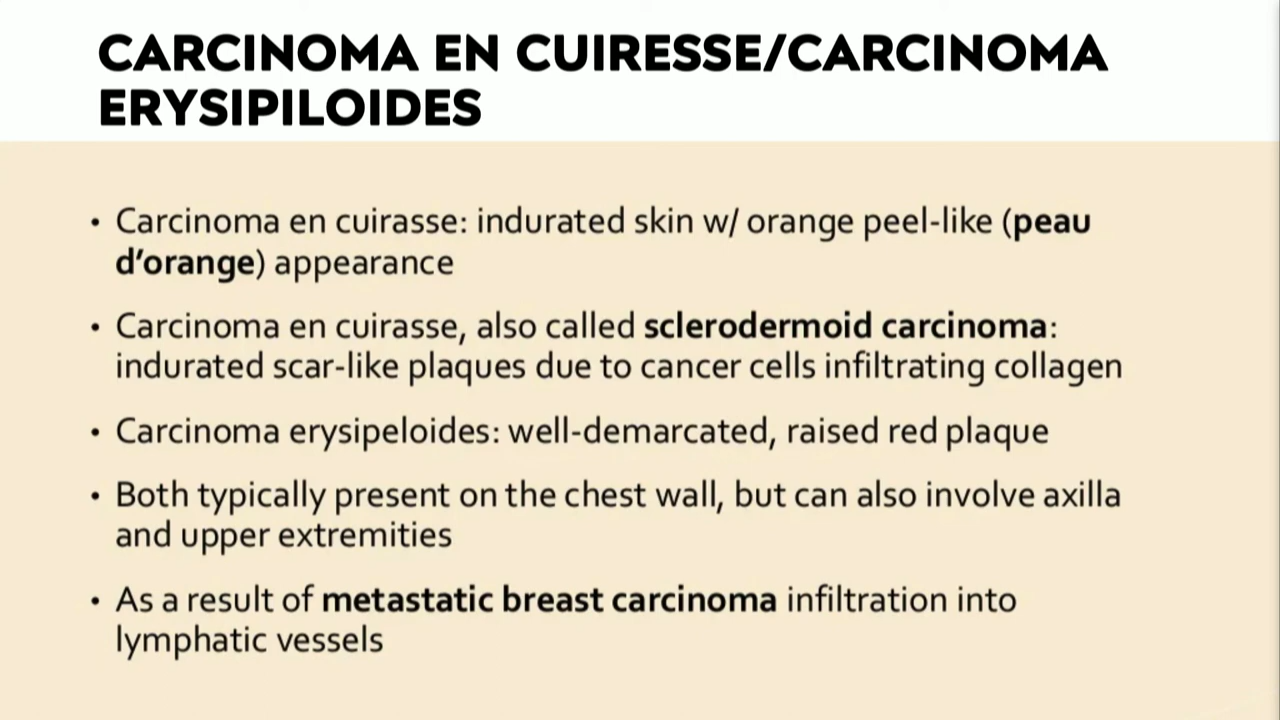 CARCINOMA EN CUIRESSE/CARCINOMA
ERYSIPILOIDES
• Carcinoma en cuirasse: indurated skin w/ orange peel-like (peau
d’orange) appearance
• Carcinoma en cuirasse, also called sclerodermoid carcinoma:
indurated scar-like plaques due to cancer cells infiltrating collagen
• Carcinoma erysipeloides: well-demarcated, raised red plaque
• Both typically present on the chest wall, but can also involve axilla
and upper extremities
• As a result of metastatic breast carcinoma infiltration into
lymphatic vessels